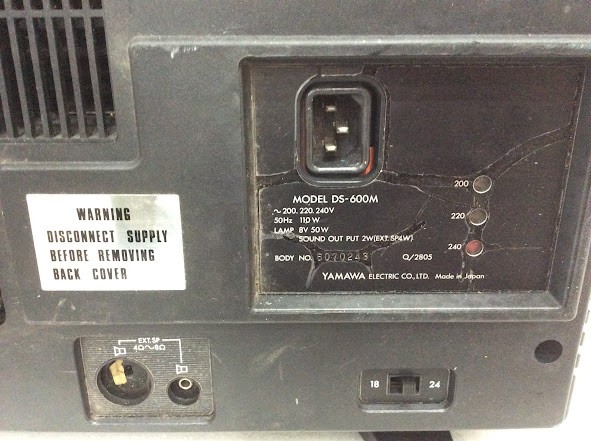 WARNING
DISCONNECT SUPPLY
BEFORE REMOVING
BACK COVER
MODEL DS-600M
~200. 220. 240V
50Hz 110W
LAMP 8V 50W
SOUND OUT PUT 2W(EXT.SP4W)
BODY NO. 6070243 Q/2805
YAMAWA ELECTRIC CO., LTD. Made in Japan
200
220
240
EXT.SP
4Ω~8Ω
18 24